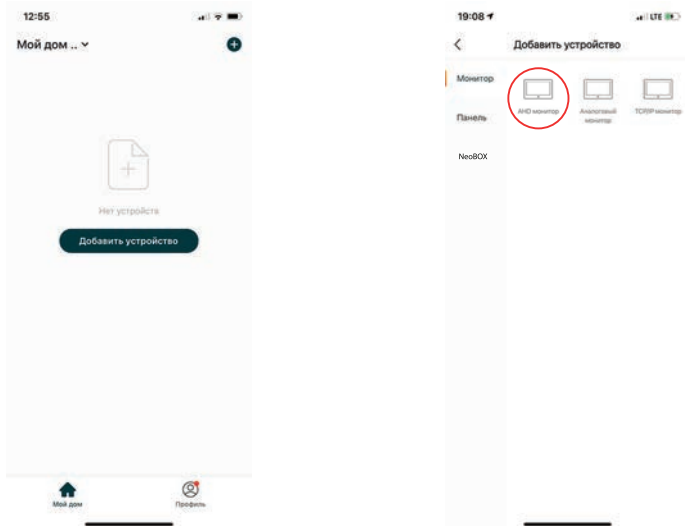 12:55
Мой дом ..
Нет устройств
Добавить устройство
Мой дом
Профиль
19:08
LTE
Добавить устройство
Монитор
Панель
NeoBOX
AHD монитор
Аналоговый
монитор
TCP/IP монитор